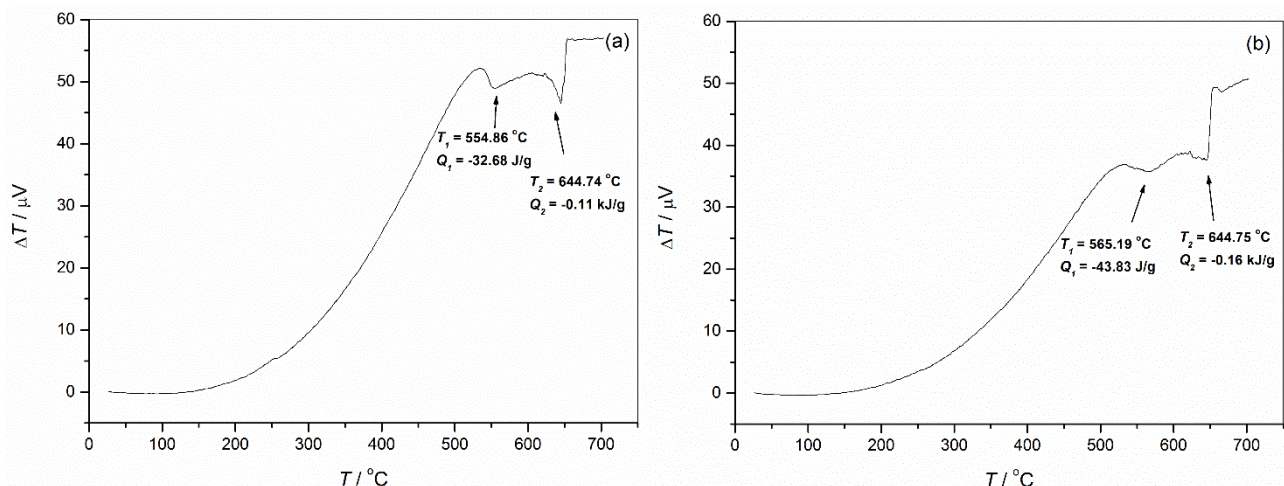 (a)
60
50
40
30
20
10
0
ΔT / μV
T1 = 554.86 °C
Q1 = -32.68 J/g
T2 = 644.74 °C
Q2 = -0.11 kJ/g
0 100 200 300 400 500 600 700
T / °C
(b)
60
50
40
30
20
10
0
ΔT / μV
T1 = 565.19 °C
Q1 = -43.83 J/g
T2 = 644.75 °C
Q2 = -0.16 kJ/g
0 100 200 300 400 500 600 700
T / °C